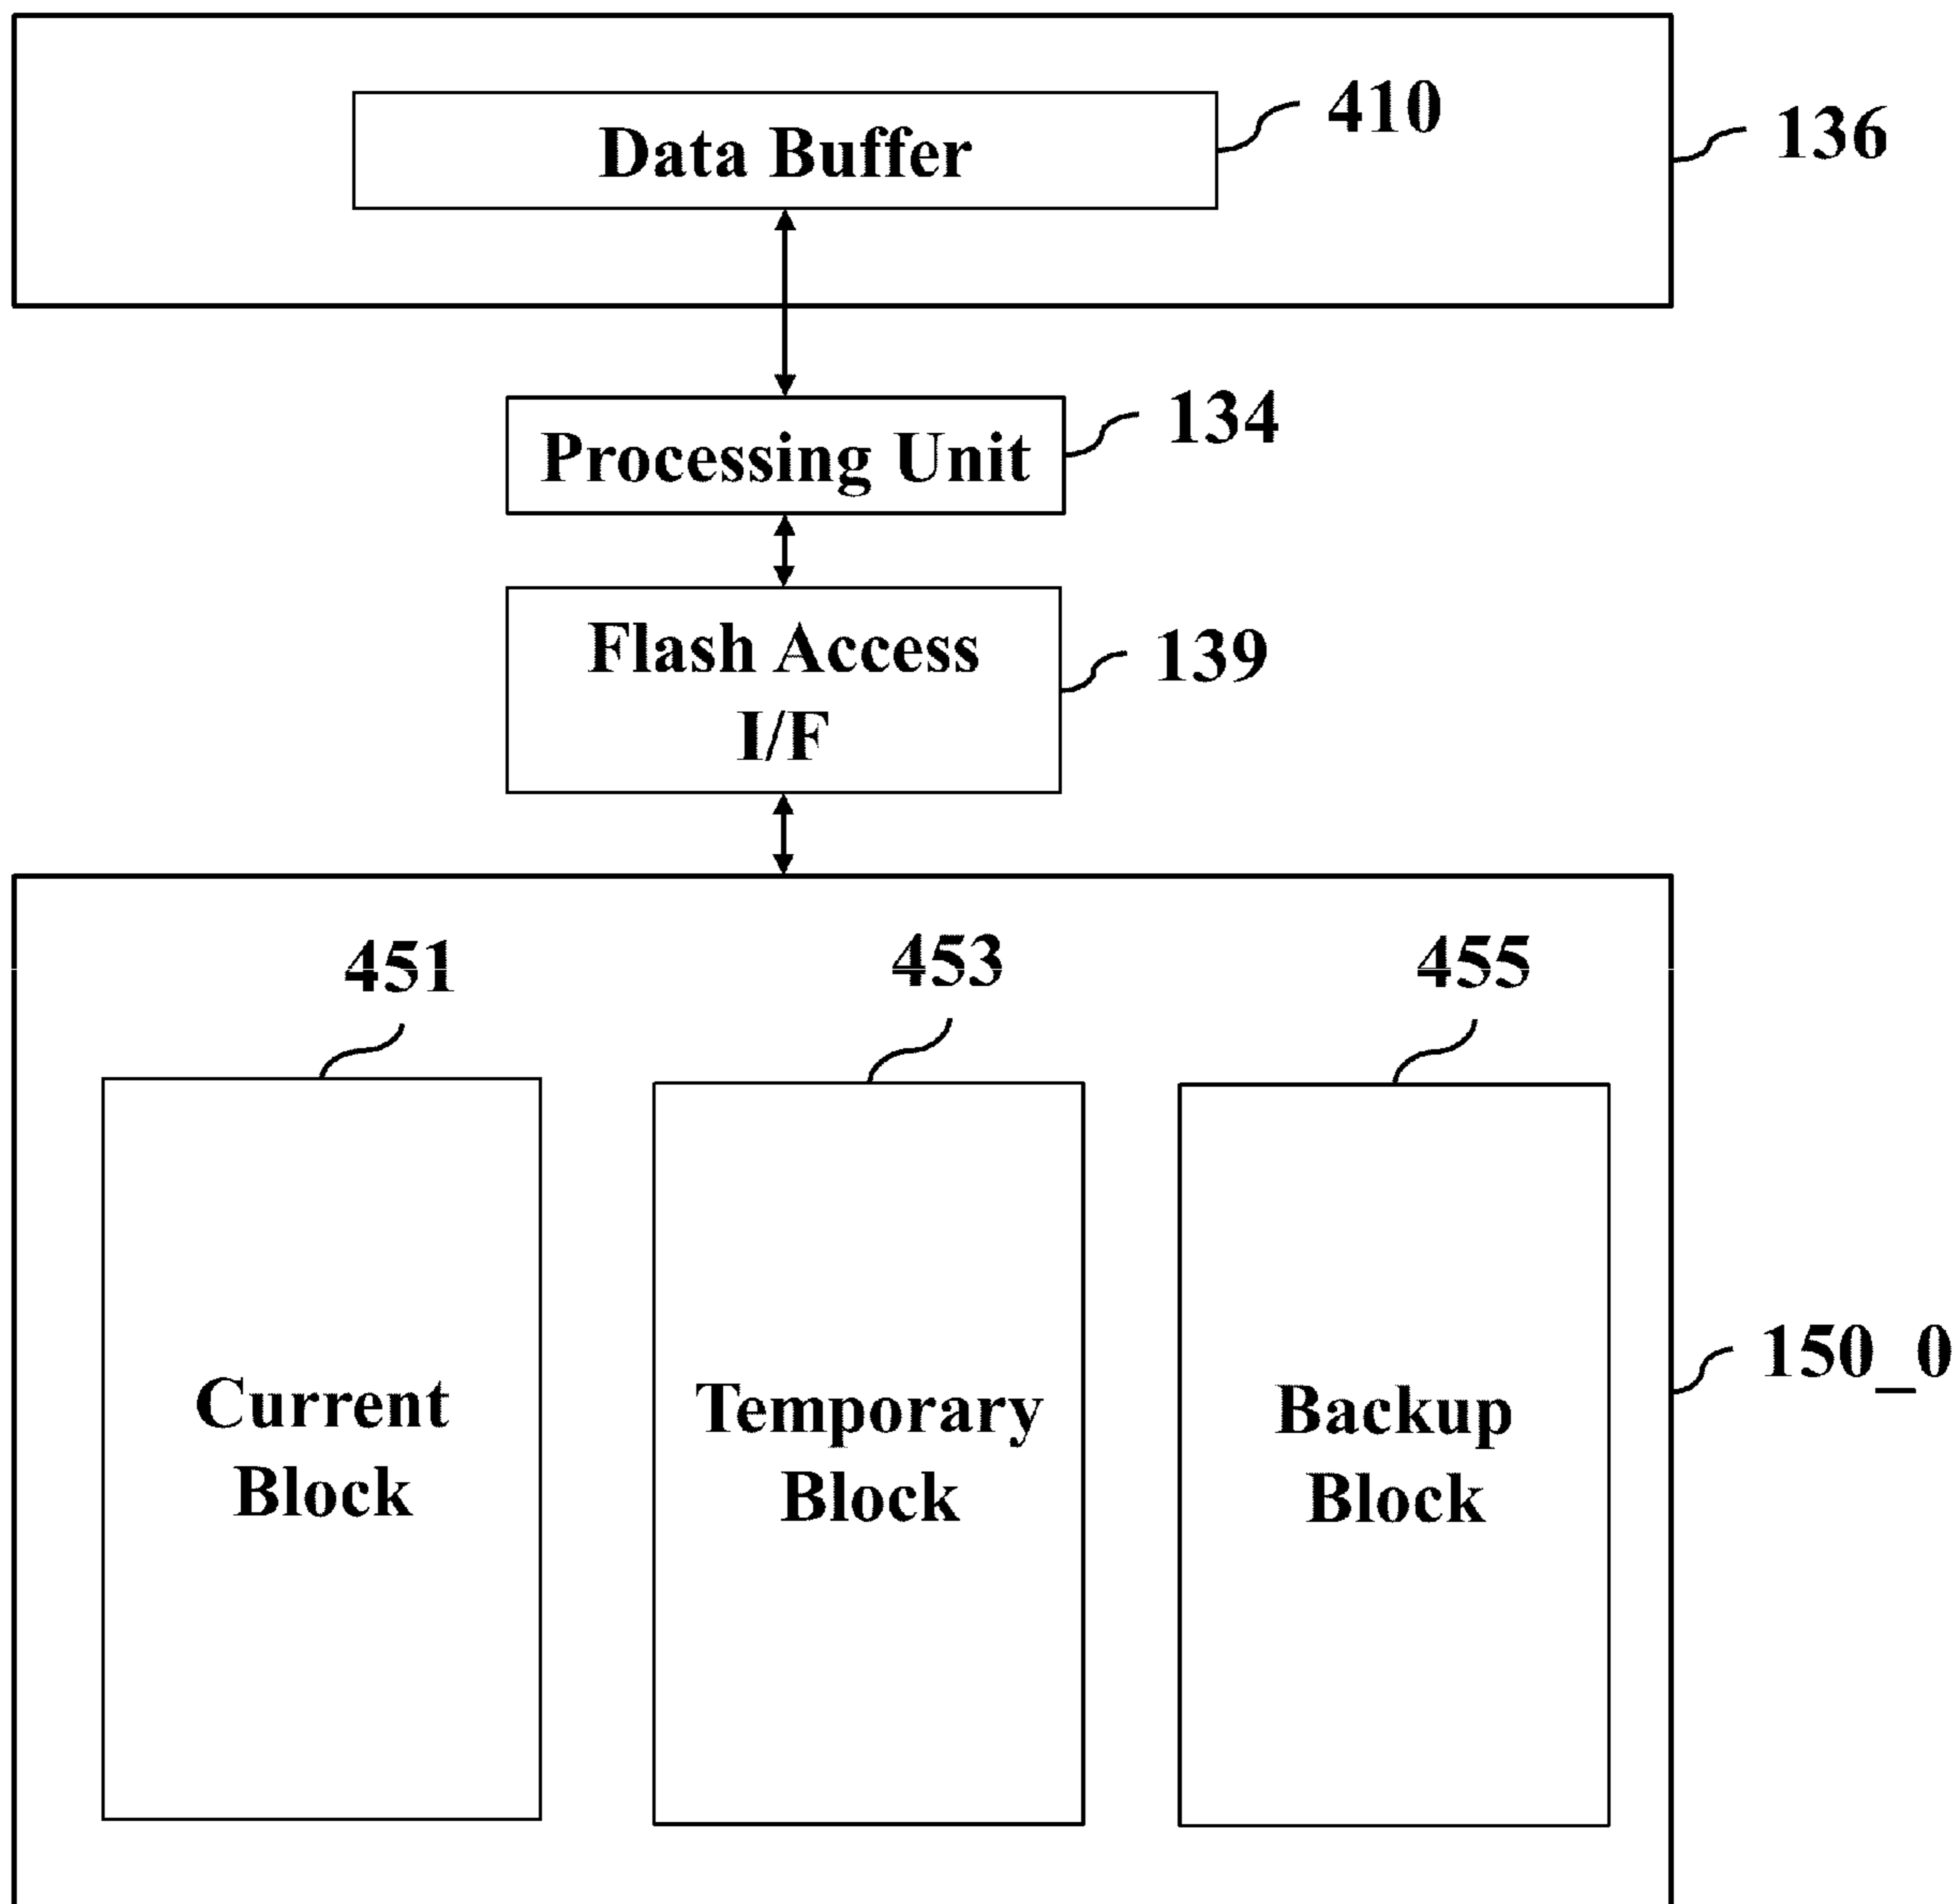 410
136
Data Buffer
134
Processing Unit
Flash Access
139
I/F
451
453
455
150_0
Current
Block
Temporary
Block
Backup
Block